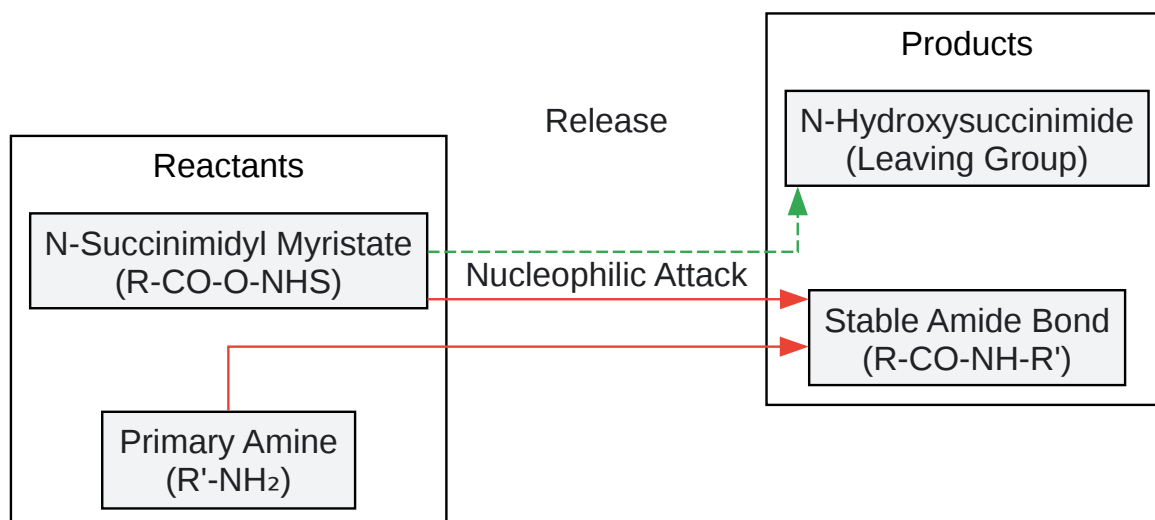 Reactants
N-Succinimidyl Myristate
(R-CO-O-NHS)
Primary Amine
(R'-NH₂)
Release
Nucleophilic Attack
Products
N-Hydroxysuccinimide
(Leaving Group)
Stable Amide Bond
(R-CO-NH-R')